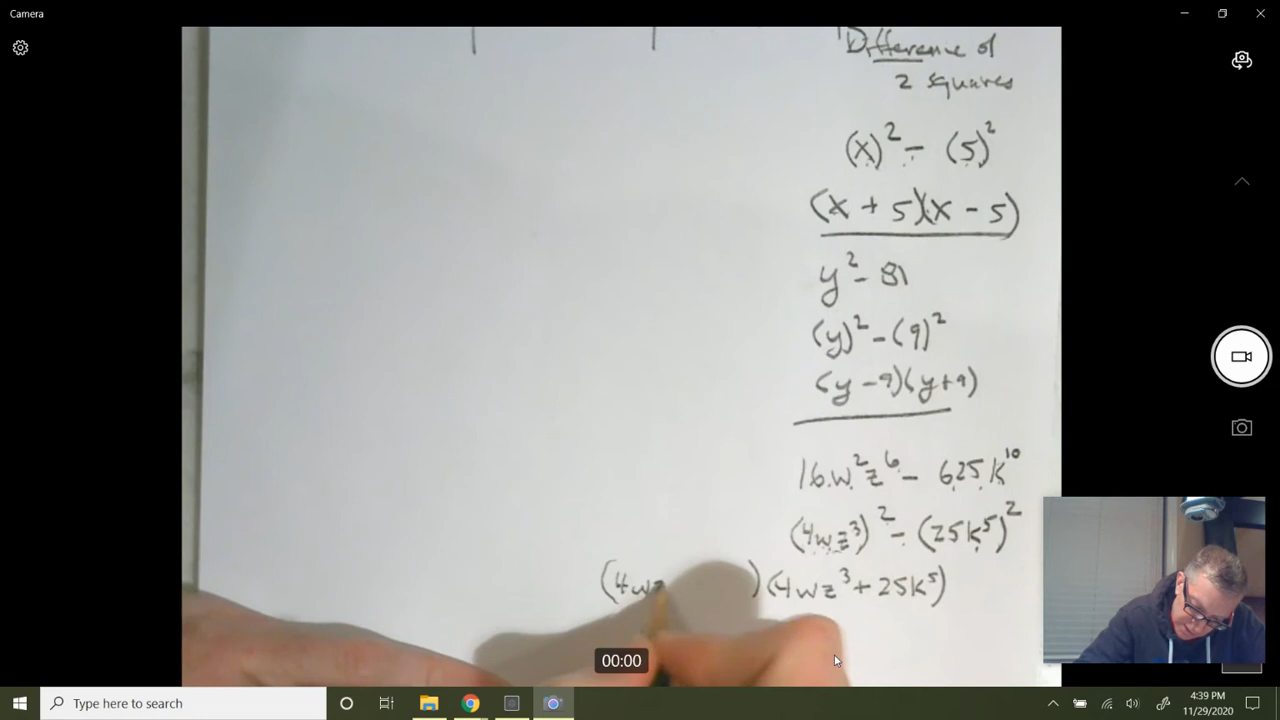 Camera
Difference of
2 squares
(x)² - (5)²
(x + 5)(x - 5)
y² - 81
(y)² - (9)²
(y - 9)(y + 9)
16w²z⁶ - 625k¹⁰
(4wz³)² - (25k⁵)²
(4wz )(4wz³ + 25k⁵)
00:00
Type here to search
4:39 PM
11/29/2020